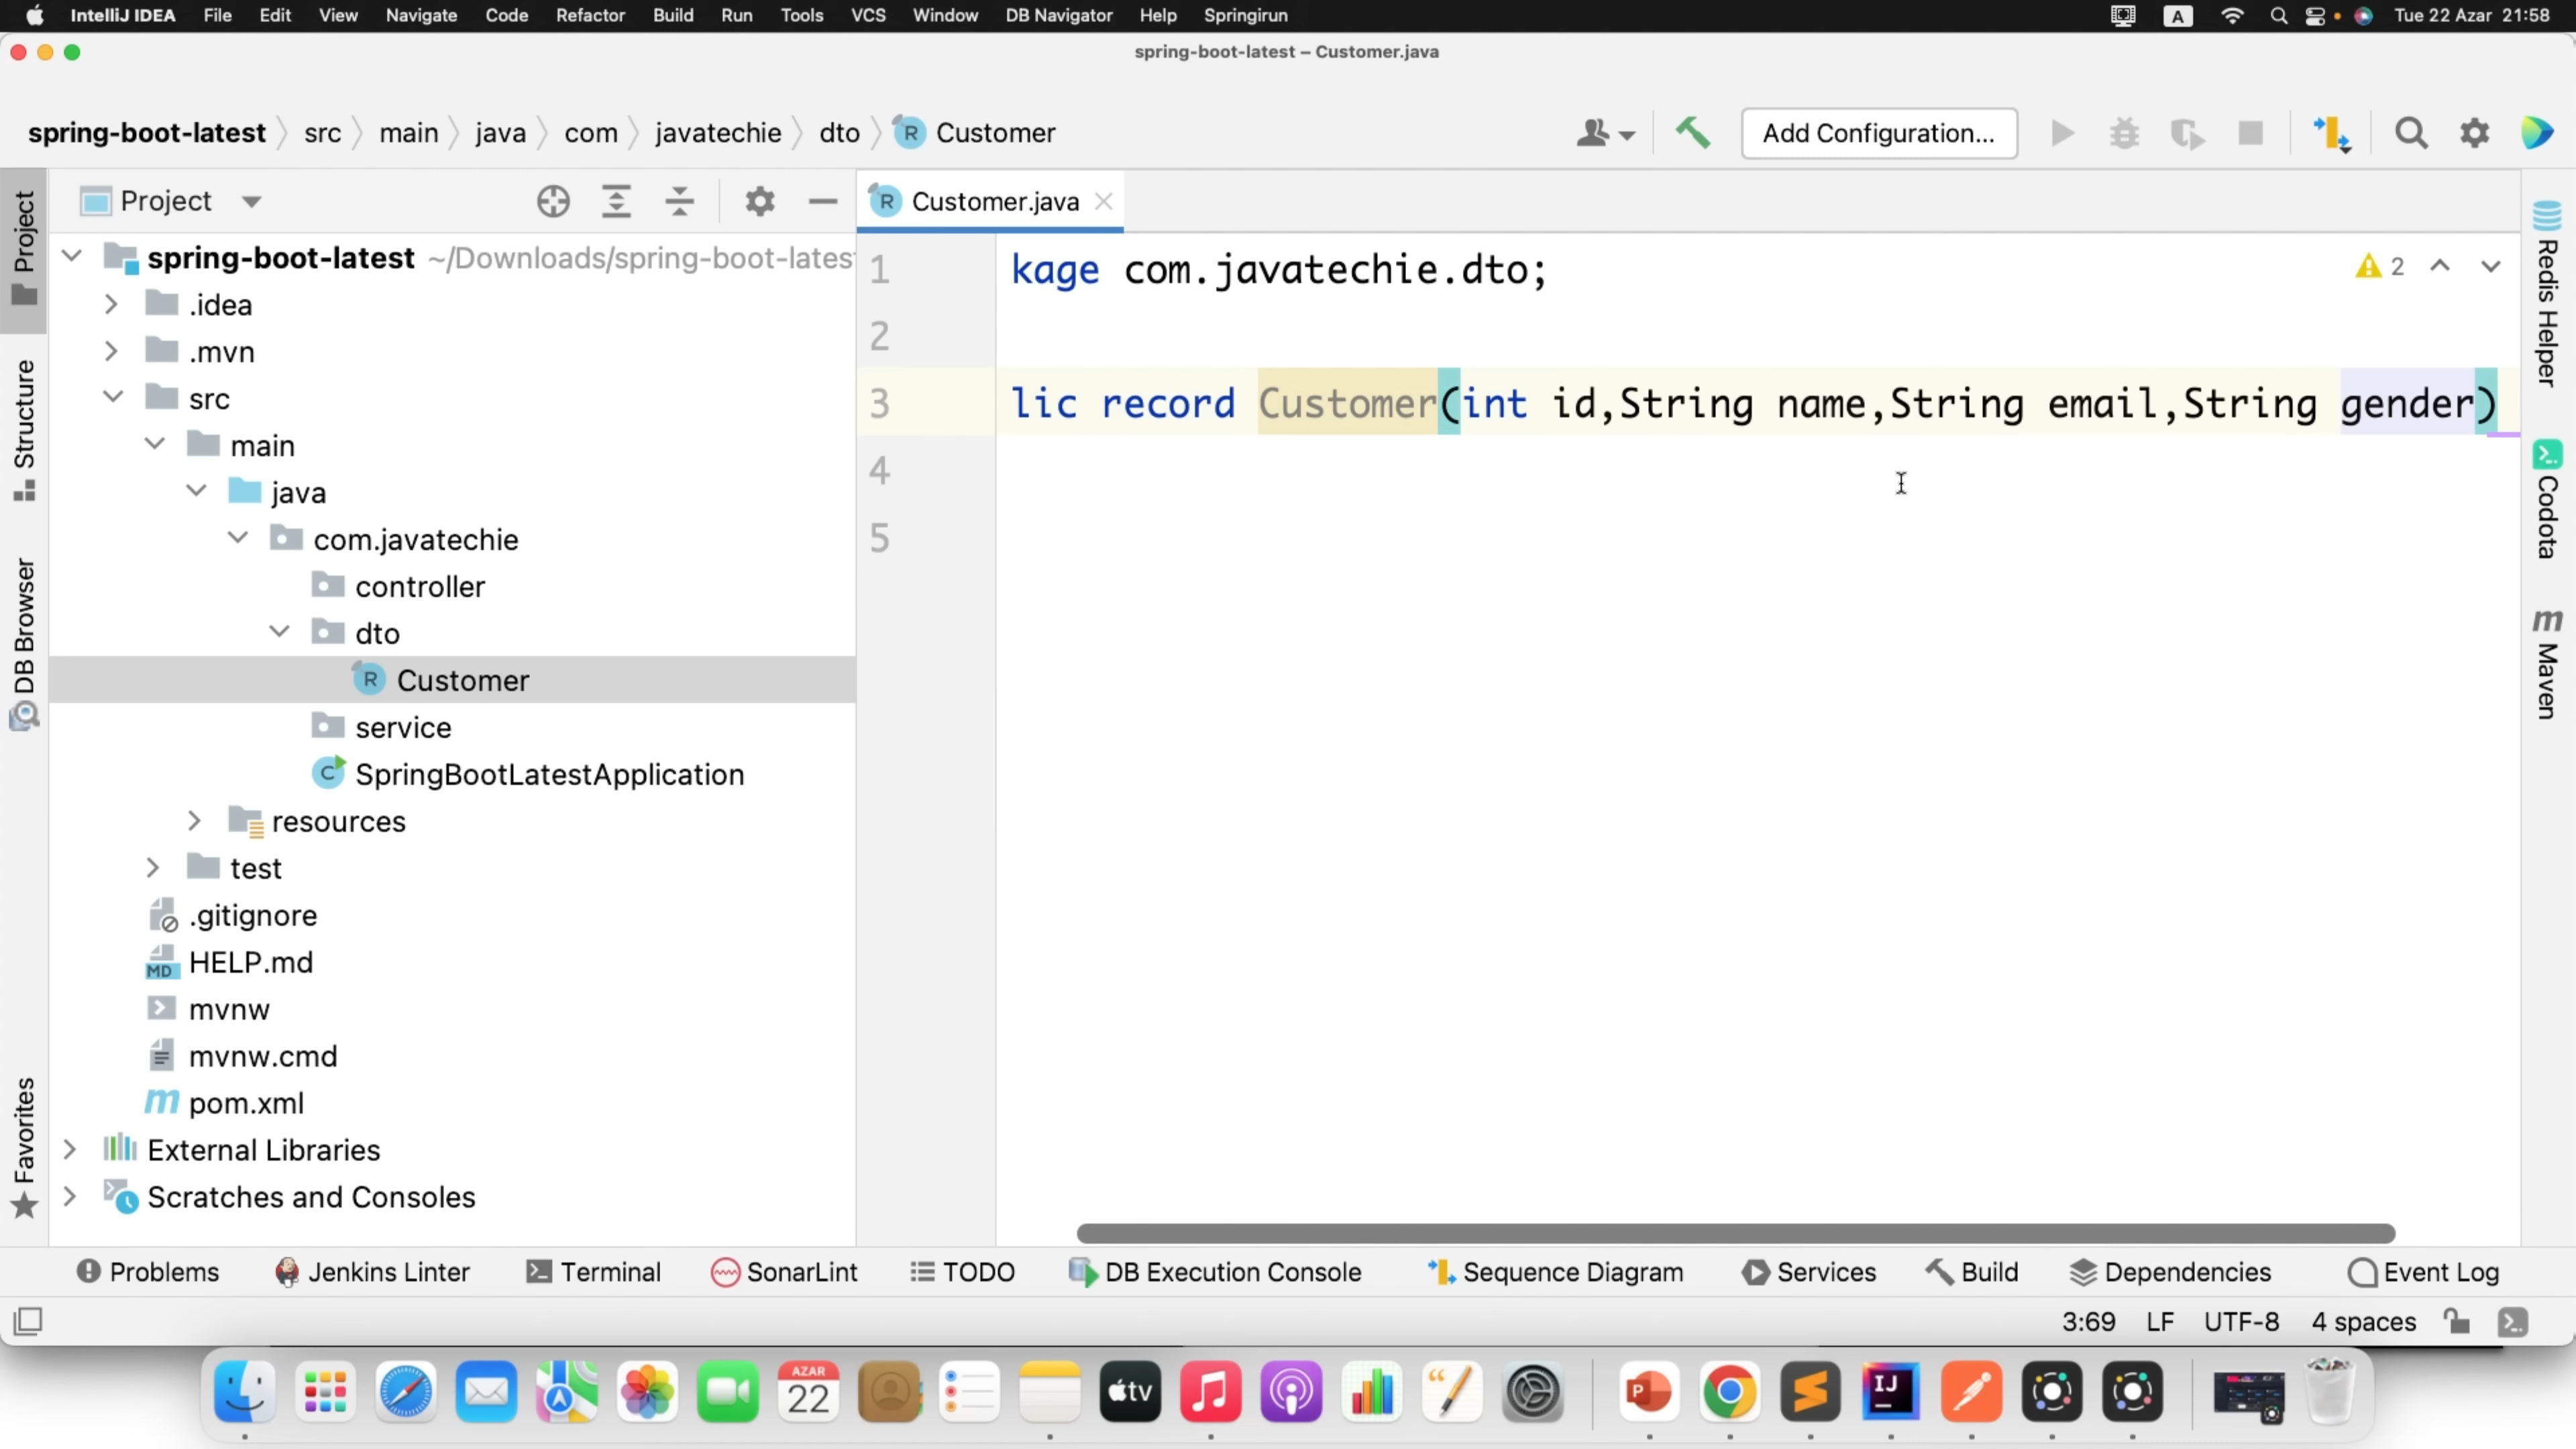 IntelliJ IDEA File Edit View Navigate Code Refactor Build Run Tools VCS Window DB Navigator Help Springirun A Tue 22 Azar 21:58
spring-boot-latest – Customer.java
spring-boot-latest src main java com javatechie dto R Customer Add Configuration...
Project
Structure
DB Browser
Favorites
Project
spring-boot-latest ~/Downloads/spring-boot-lates
.idea
.mvn
src
main
java
com.javatechie
controller
dto
R Customer
service
C SpringBootLatestApplication
resources
test
.gitignore
MD HELP.md
mvnw
mvnw.cmd
m pom.xml
External Libraries
Scratches and Consoles
R Customer.java
2
1 kage com.javatechie.dto;
2
3 lic record Customer(int id,String name,String email,String gender)
4
5
Redis Helper
Codota
m Maven
Problems Jenkins Linter Terminal SonarLint TODO DB Execution Console Sequence Diagram Services Build Dependencies Event Log
3:69 LF UTF-8 4 spaces
AZAR
22
tv
P
IJ